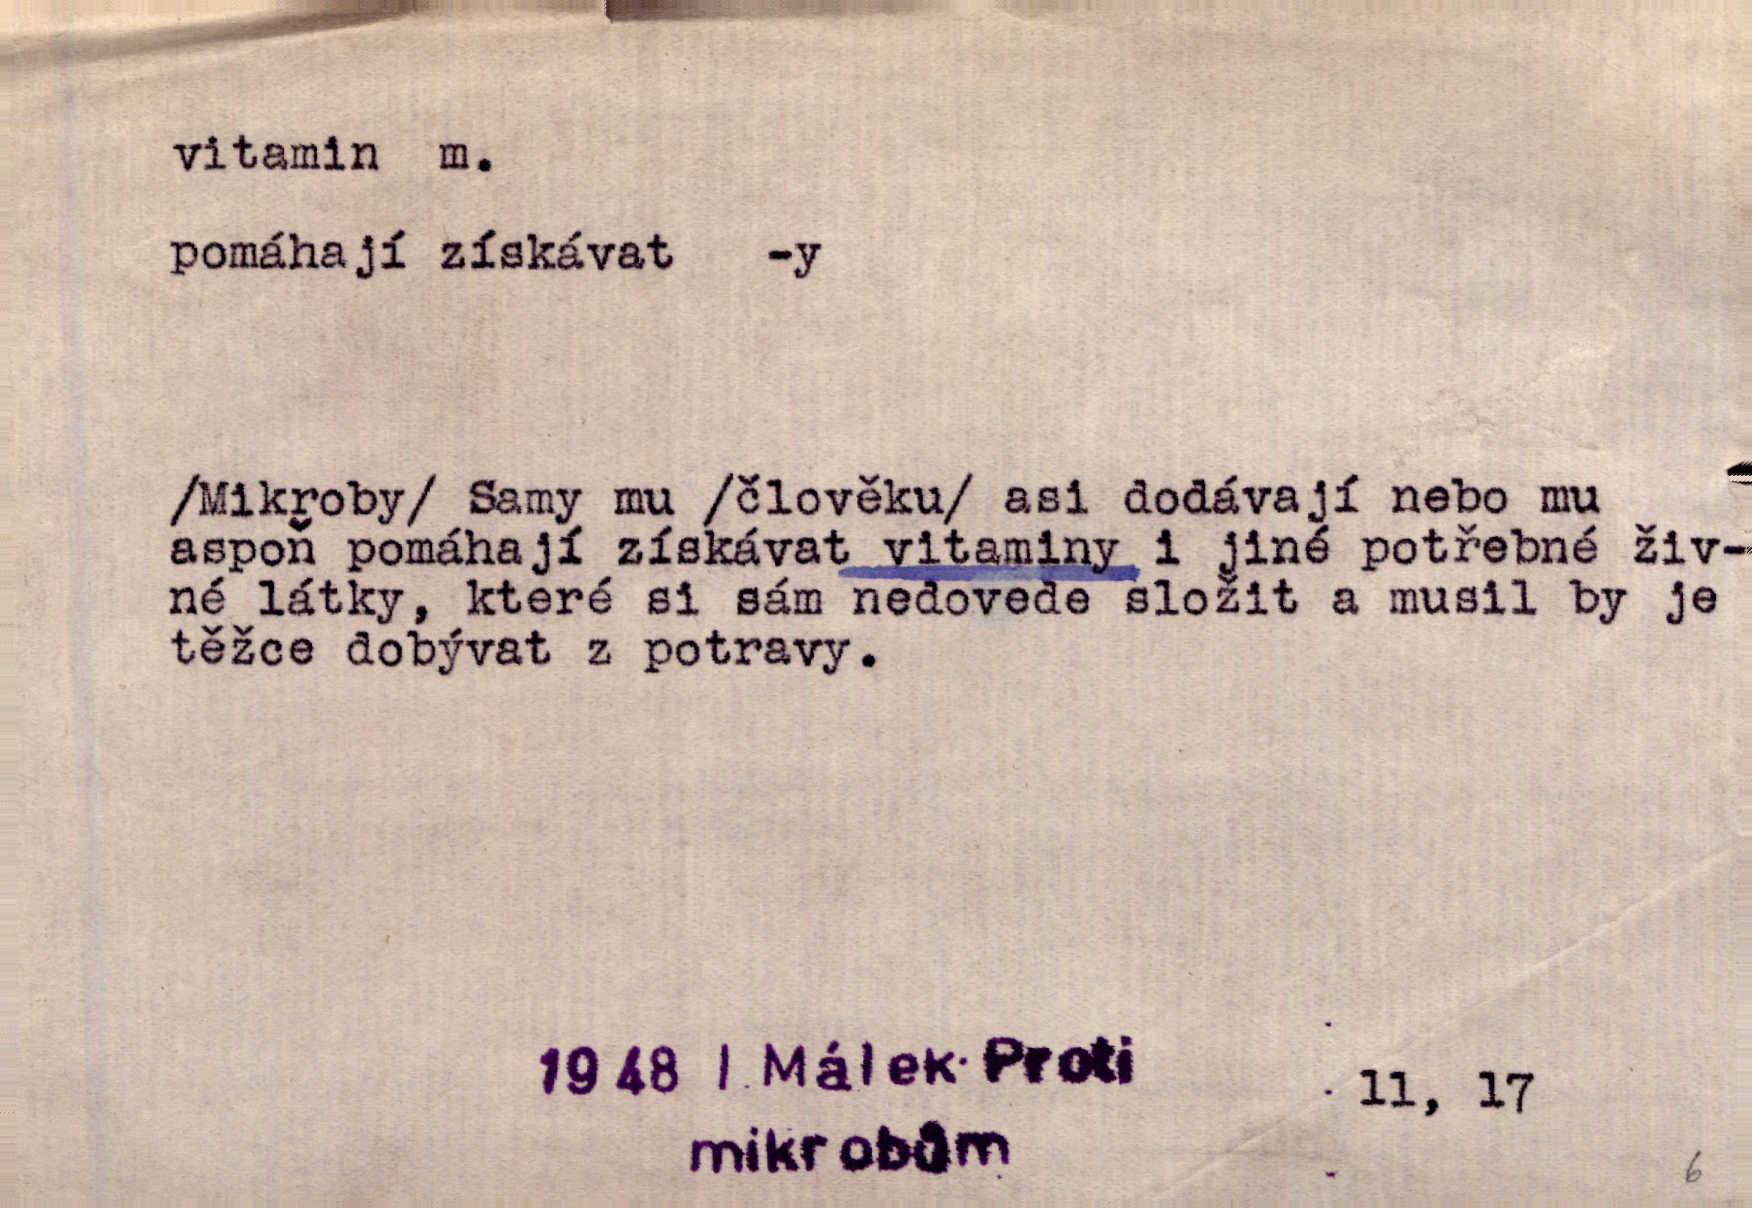 vitamin m.
pomáhají získávat -y
/Mikroby/ Samy mu /člověku/ asi dodávají nebo mu
aspoň pomáhají získávat vitaminy i jiné potřebné živ-
né látky, které si sám nedovede složit a musil by je
těžce dobývat z potravy.
1948 I. Málek: Proti
mikrobům
11, 17
6